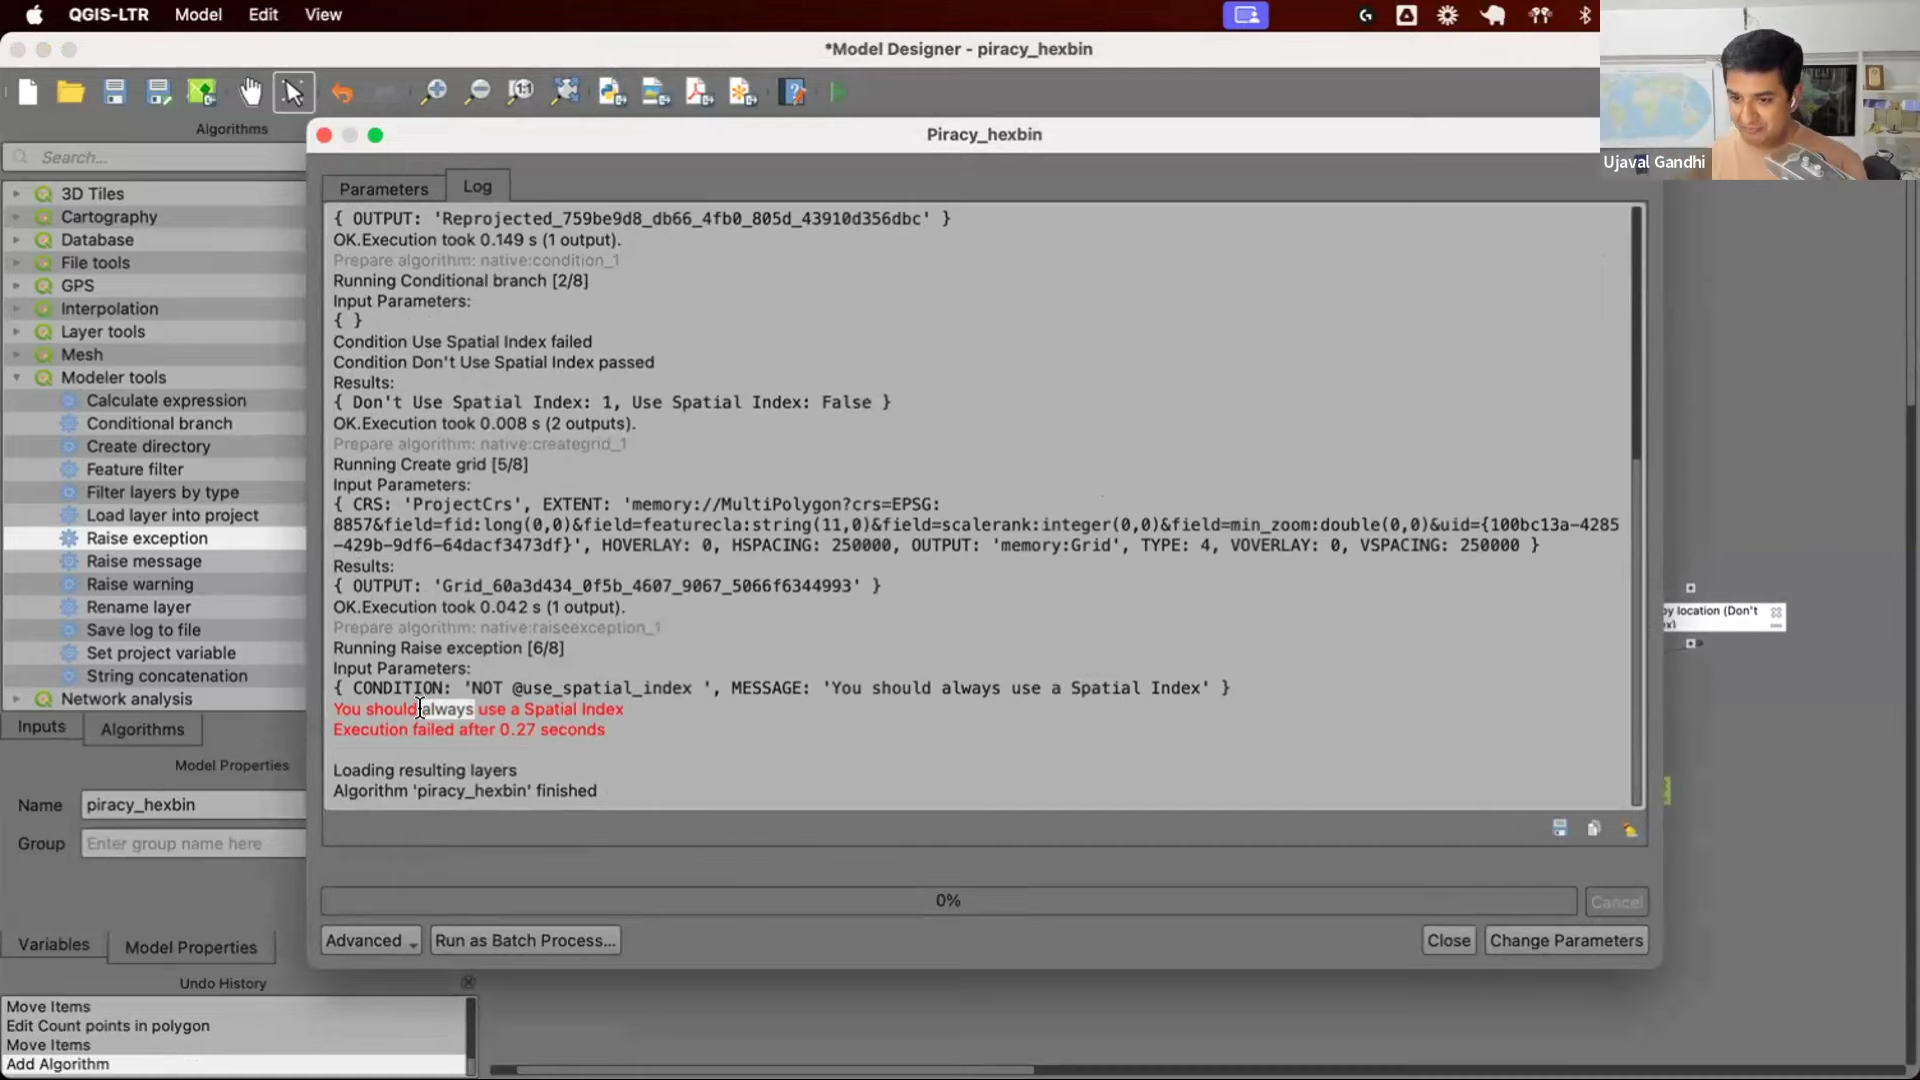 QGIS-LTR Model Edit View
*Model Designer - piracy_hexbin
Ujaval Gandhi
Algorithms
Search...
3D Tiles
Cartography
Database
File tools
GPS
Interpolation
Layer tools
Mesh
Modeler tools
Calculate expression
Conditional branch
Create directory
Feature filter
Filter layers by type
Load layer into project
Raise exception
Raise message
Raise warning
Rename layer
Save log to file
Set project variable
String concatenation
Network analysis
Inputs Algorithms
Model Properties
Name piracy_hexbin
Group Enter group name here
Variables Model Properties
Undo History
Move Items
Edit Count points in polygon
Move Items
Add Algorithm
Piracy_hexbin
Parameters Log
{ OUTPUT: 'Reprojected_759be9d8_db66_4fb0_805d_43910d356dbc' }
OK.Execution took 0.149 s (1 output).
Prepare algorithm: native:condition_1
Running Conditional branch [2/8]
Input Parameters:
{ }
Condition Use Spatial Index failed
Condition Don't Use Spatial Index passed
Results:
{ Don't Use Spatial Index: 1, Use Spatial Index: False }
OK.Execution took 0.008 s (2 outputs).
Prepare algorithm: native:creategrid_1
Running Create grid [5/8]
Input Parameters:
{ CRS: 'ProjectCrs', EXTENT: 'memory://MultiPolygon?crs=EPSG:
8857&field=fid:long(0,0)&field=featurecla:string(11,0)&field=scalerank:integer(0,0)&field=min_zoom:double(0,0)&uid={100bc13a-4285
-429b-9df6-64dacf3473df}', HOVERLAY: 0, HSPACING: 250000, OUTPUT: 'memory:Grid', TYPE: 4, VOVERLAY: 0, VSPACING: 250000 }
Results:
{ OUTPUT: 'Grid_60a3d434_0f5b_4607_9067_5066f6344993' }
OK.Execution took 0.042 s (1 output).
Prepare algorithm: native:raiseexception_1
Running Raise exception [6/8]
Input Parameters:
{ CONDITION: 'NOT @use_spatial_index ', MESSAGE: 'You should always use a Spatial Index' }
You should always use a Spatial Index
Execution failed after 0.27 seconds
Loading resulting layers
Algorithm 'piracy_hexbin' finished
0%
Cancel
Advanced Run as Batch Process... Close Change Parameters
by location (Don't
x)